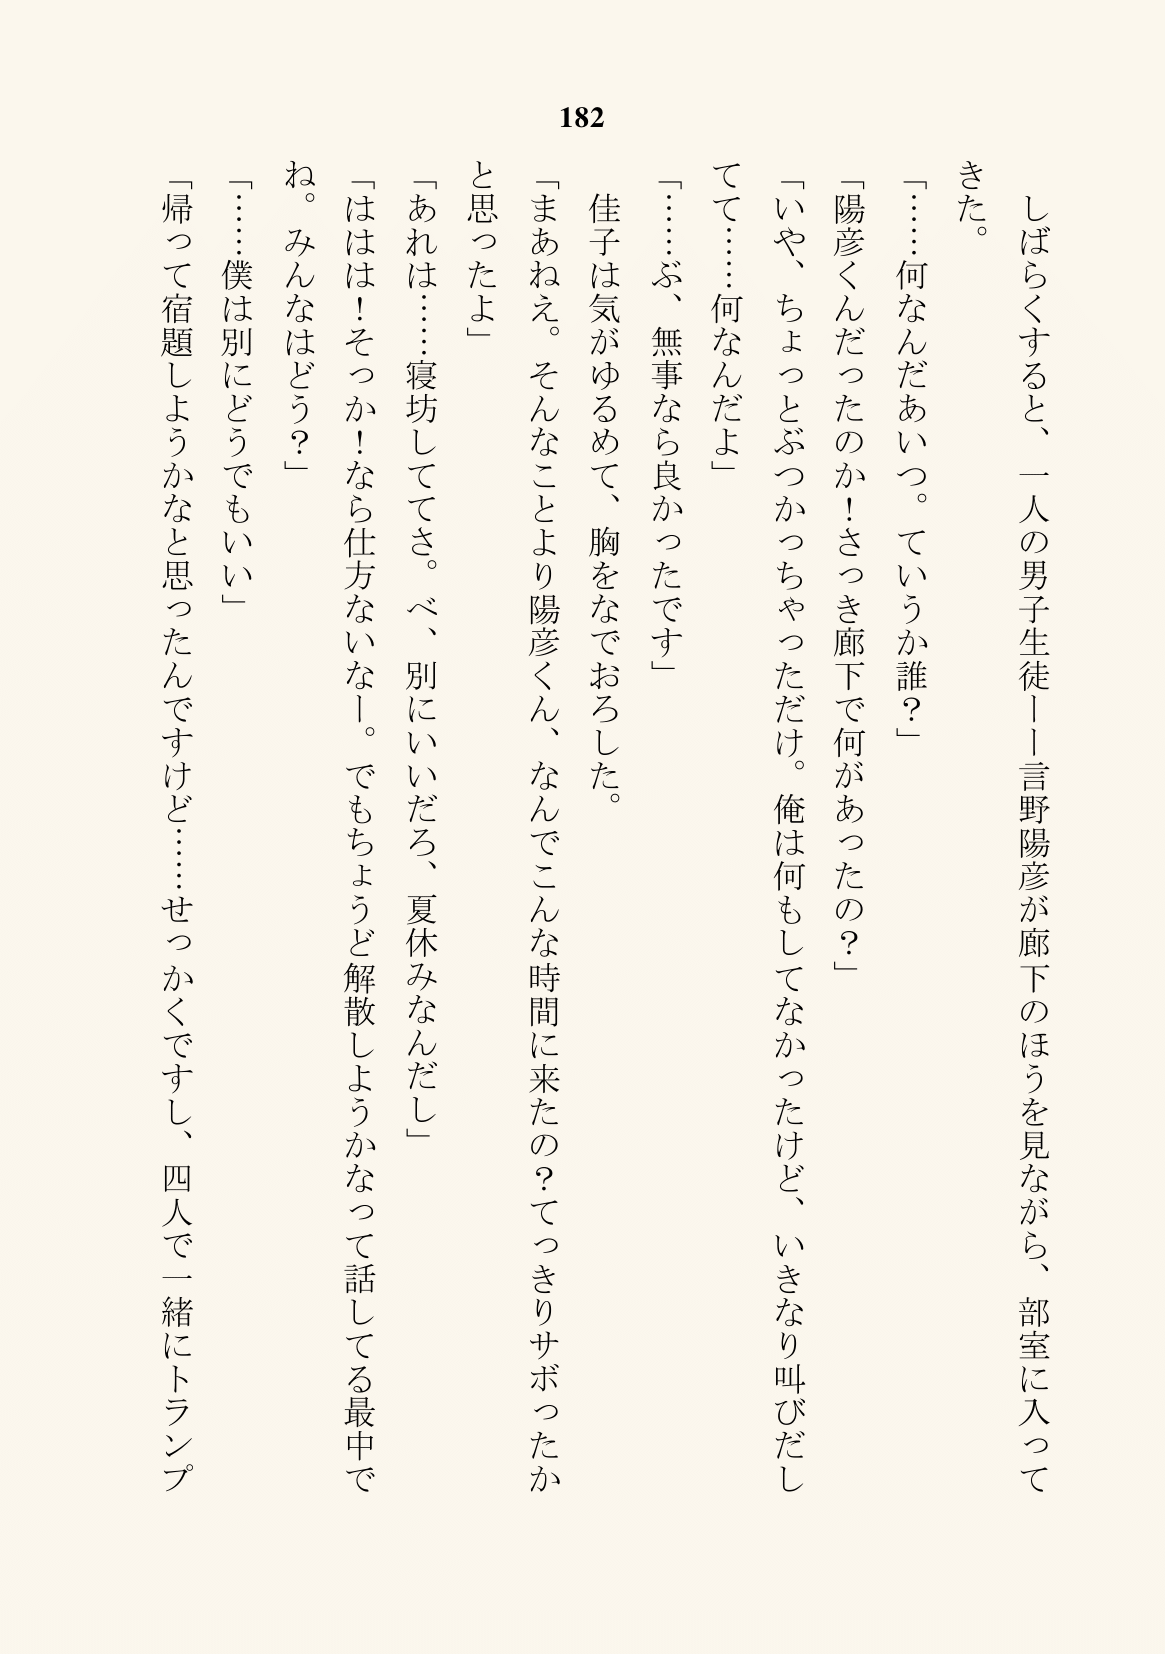 182
　しばらくすると、一人の男子生徒ーー言野陽彦が廊下のほうを見ながら、部室に入って
きた。
「……何なんだあいつ。ていうか誰？」
「陽彦くんだったのか！さっき廊下で何があったの？」
「いや、ちょっとぶつかっちゃっただけ。俺は何もしてなかったけど、いきなり叫びだし
てて……何なんだよ」
「……ぶ、無事なら良かったです」
　佳子は気がゆるめて、胸をなでおろした。
「まあねえ。そんなことより陽彦くん、なんでこんな時間に来たの？てっきりサボったか
と思ったよ」
「あれは……寝坊しててさ。べ、別にいいだろ、夏休みなんだし」
「ははは！そっか！なら仕方ないなー。でもちょうど解散しようかなって話してる最中で
ね。みんなはどう？」
「……僕は別にどうでもいい」
「帰って宿題しようかなと思ったんですけど……せっかくですし、四人で一緒にトランプ